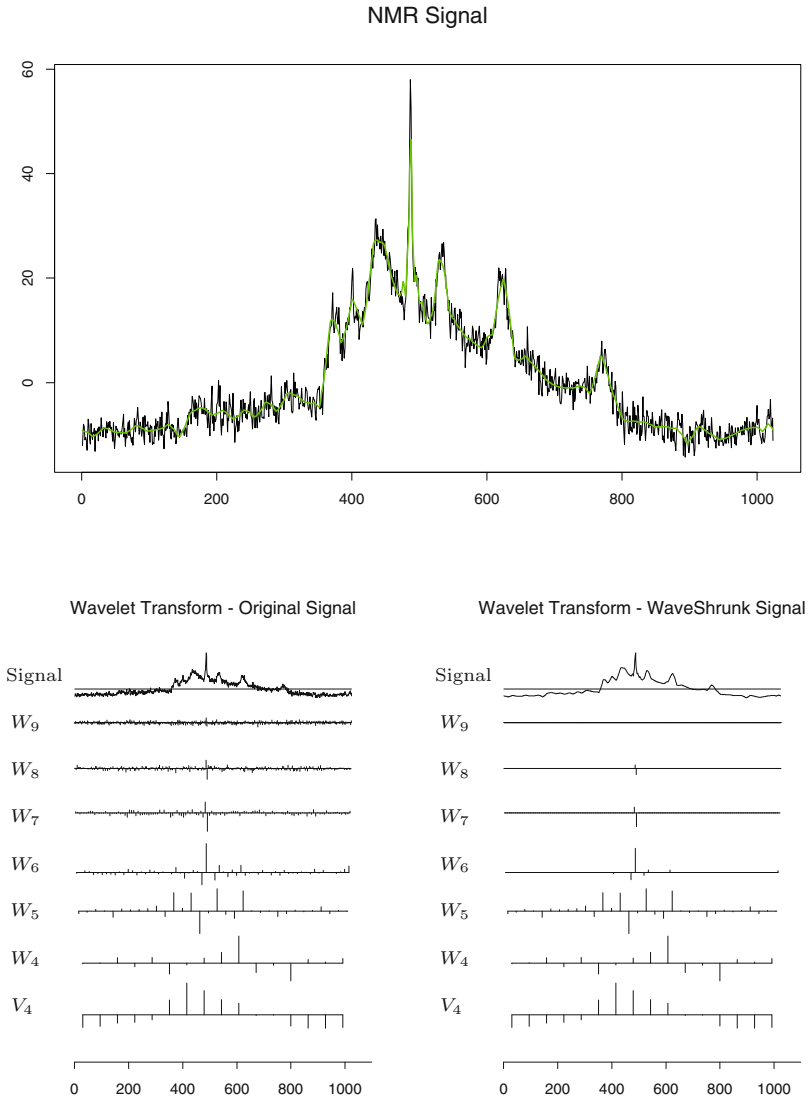 NMR Signal
60
40
20
0
0 200 400 600 800 1000
Wavelet Transform - Original Signal
Wavelet Transform - WaveShrunk Signal
Signal
W9
W8
W7
W6
W5
W4
V4
0 200 400 600 800 1000
Signal
W9
W8
W7
W6
W5
W4
V4
0 200 400 600 800 1000